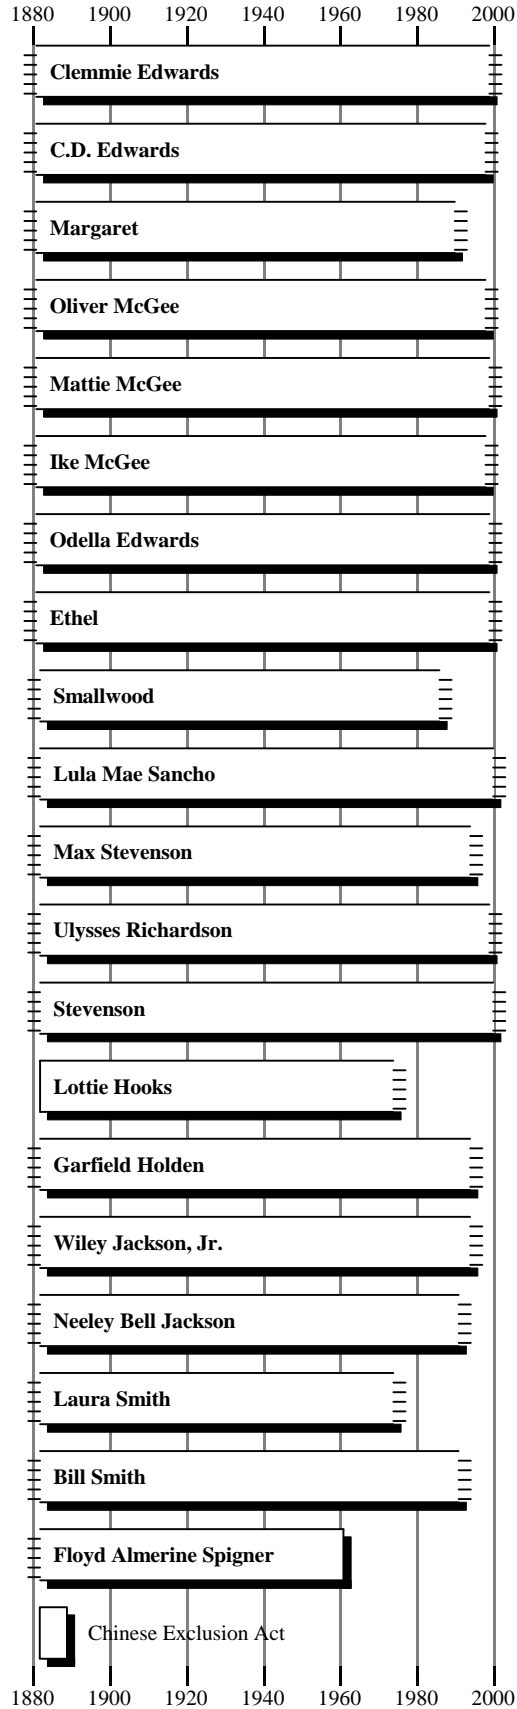 1880 1900 1920 1940 1960 1980 2000
Clemmie Edwards
C.D. Edwards
Margaret
Oliver McGee
Mattie McGee
Ike McGee
Odella Edwards
Ethel
Smallwood
Lula Mae Sancho
Max Stevenson
Ulysses Richardson
Stevenson
Lottie Hooks
Garfield Holden
Wiley Jackson, Jr.
Neeley Bell Jackson
Laura Smith
Bill Smith
Floyd Almerine Spigner
Chinese Exclusion Act
1880 1900 1920 1940 1960 1980 2000